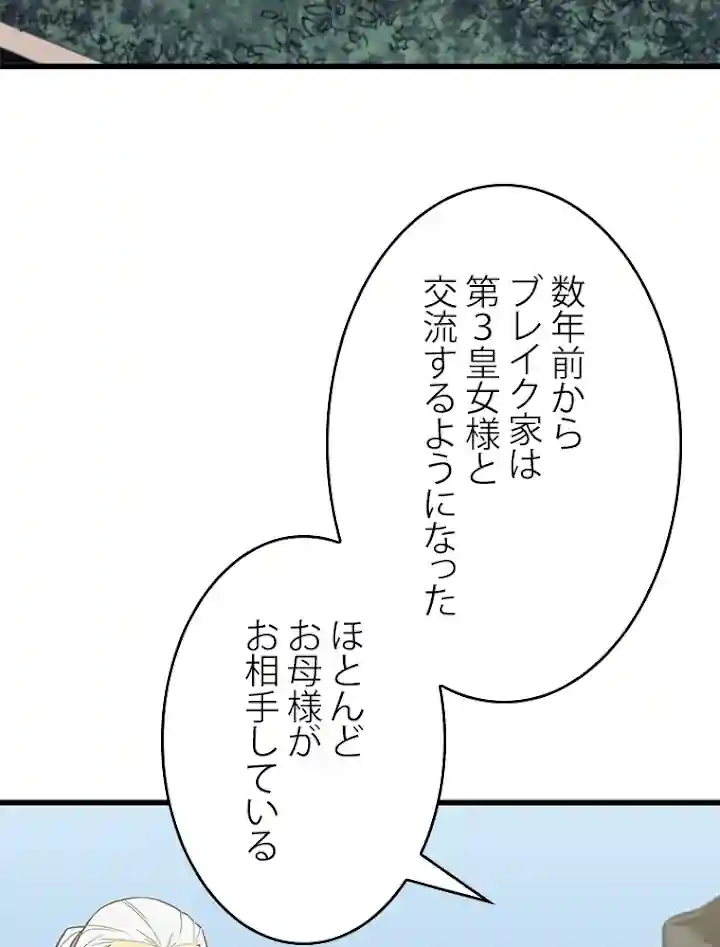 数年前から
ブレイク家は
第3皇女様と
交流するようになった
ほとんど
お母様が
お相手している